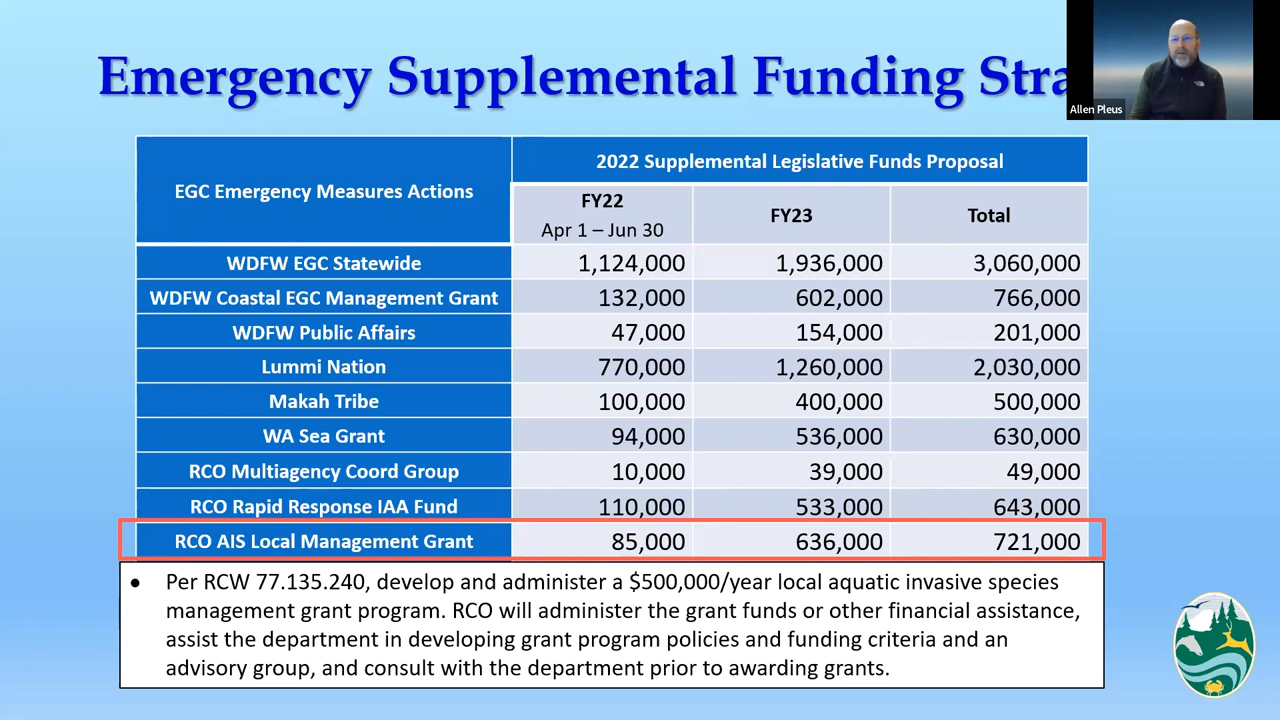 Emergency Supplemental Funding Stra
Allen Pleus
EGC Emergency Measures Actions
2022 Supplemental Legislative Funds Proposal
FY22
Apr 1 – Jun 30
FY23
Total
WDFW EGC Statewide 1,124,000 1,936,000 3,060,000
WDFW Coastal EGC Management Grant 132,000 602,000 766,000
WDFW Public Affairs 47,000 154,000 201,000
Lummi Nation 770,000 1,260,000 2,030,000
Makah Tribe 100,000 400,000 500,000
WA Sea Grant 94,000 536,000 630,000
RCO Multiagency Coord Group 10,000 39,000 49,000
RCO Rapid Response IAA Fund 110,000 533,000 643,000
RCO AIS Local Management Grant 85,000 636,000 721,000
● Per RCW 77.135.240, develop and administer a $500,000/year local aquatic invasive species
management grant program. RCO will administer the grant funds or other financial assistance,
assist the department in developing grant program policies and funding criteria and an
advisory group, and consult with the department prior to awarding grants.